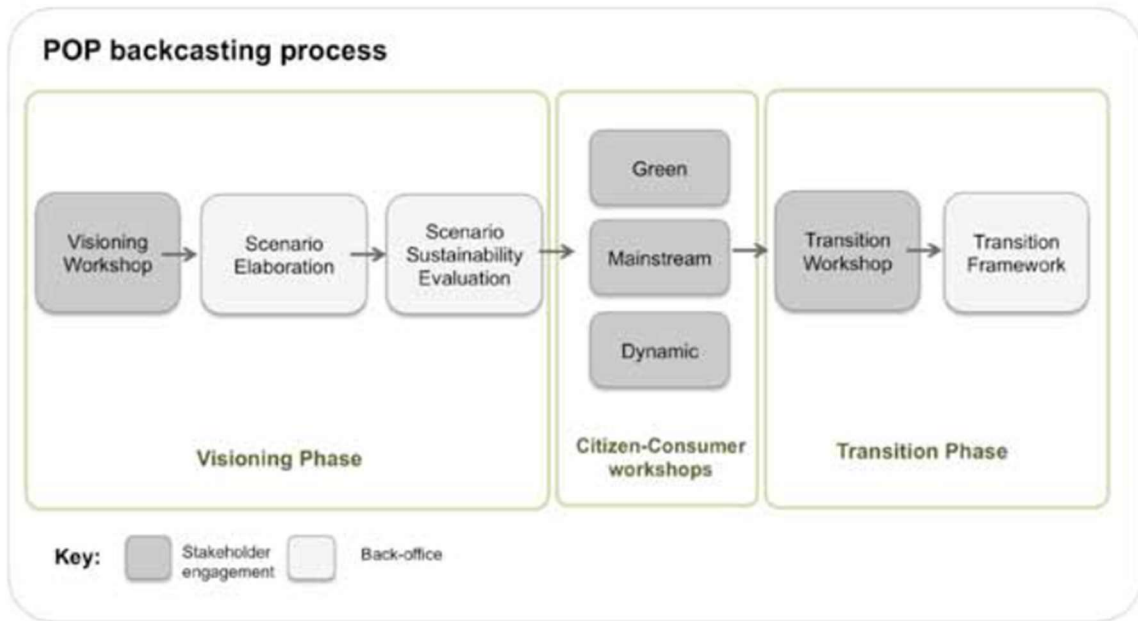 POP backcasting process
Visioning
Workshop
Scenario
Elaboration
Scenario
Sustainability
Evaluation
Green
Mainstream
Dynamic
Transition
Workshop
Transition
Framework
Visioning Phase
Citizen-Consumer
workshops
Transition Phase
Key:
Stakeholder
engagement
Back-office